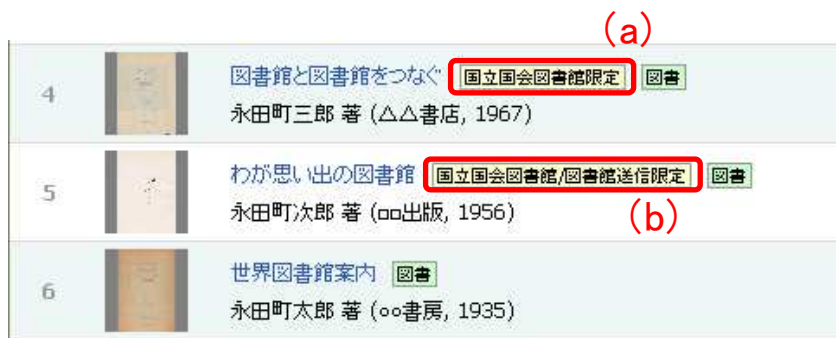 (a)
4
図書館と図書館をつなぐ 国立国会図書館限定 図書
永田町三郎 著 (△△書店, 1967)
5
わが思い出の図書館 国立国会図書館/図書館送信限定 図書
永田町次郎 著 (□□出版, 1956)
(b)
6
世界図書館案内 図書
永田町太郎 著 (○○書房, 1935)